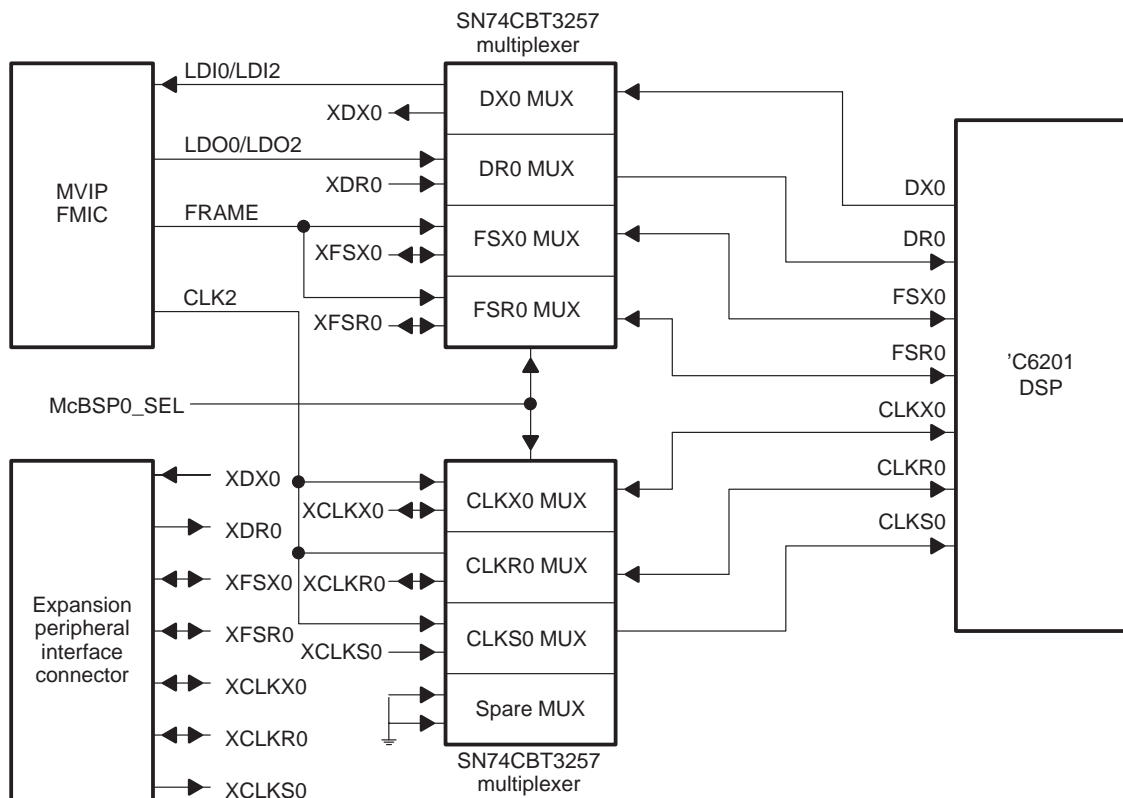 SN74CBT3257
multiplexer
MVIP
FMIC
LDI0/LDI2
XDX0
LDO0/LDO2
XDR0
FRAME
XFSX0
CLK2
XFSR0
DX0 MUX
DR0 MUX
FSX0 MUX
FSR0 MUX
DX0
DR0
FSX0
FSR0
CLKX0
CLKR0
CLKS0
'C6201
DSP
McBSP0_SEL
Expansion
peripheral
interface
connector
XDX0
XDR0
XFSX0
XFSR0
XCLKX0
XCLKR0
XCLKS0
XCLKX0
XCLKR0
XCLKS0
CLKX0 MUX
CLKR0 MUX
CLKS0 MUX
Spare MUX
SN74CBT3257
multiplexer